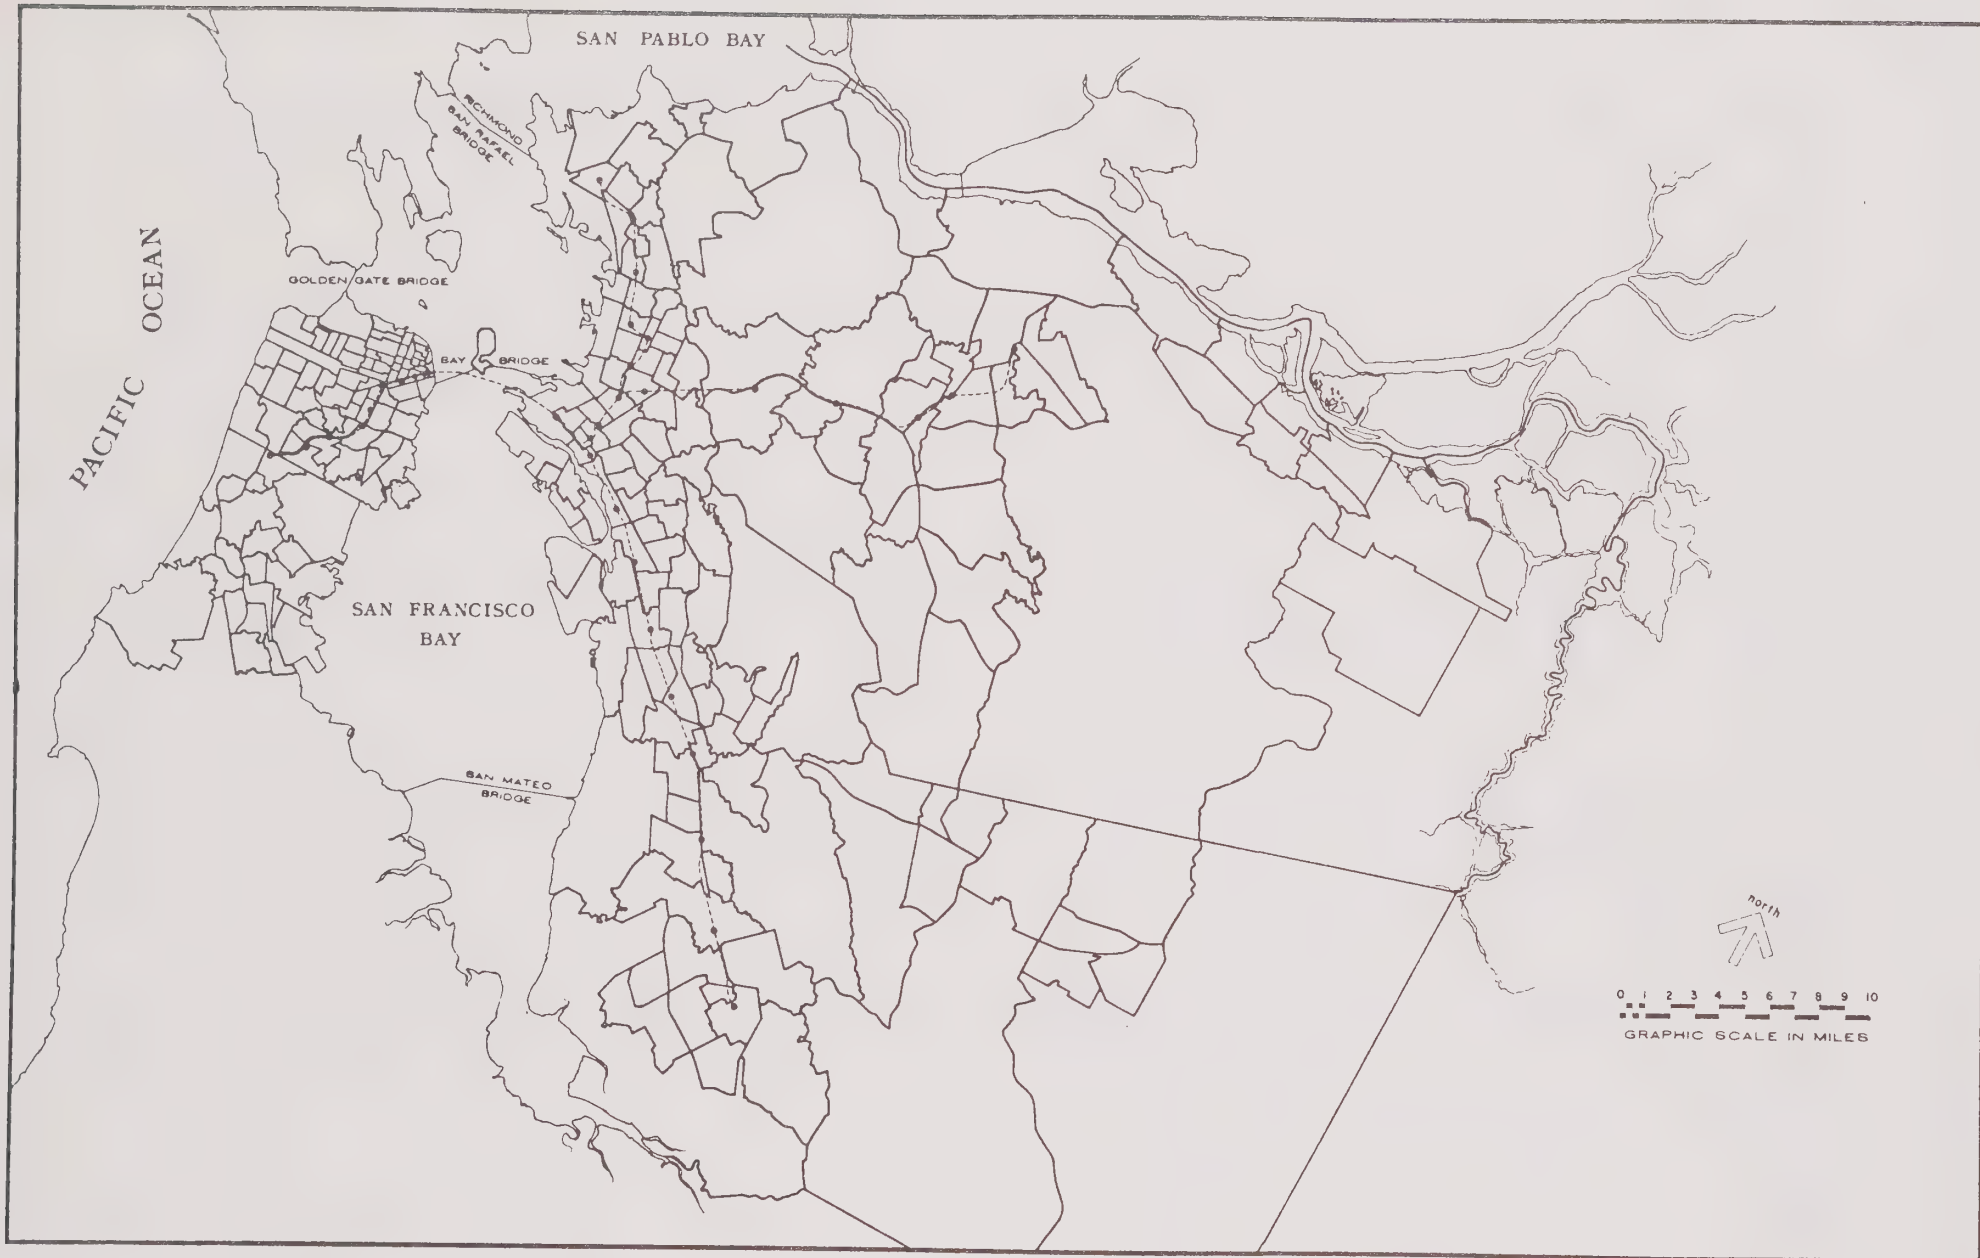 SAN PABLO BAY
RICHMOND
SAN RAFAEL
BRIDGE
PACIFIC OCEAN
GOLDEN GATE BRIDGE
BAY BRIDGE
SAN FRANCISCO
BAY
SAN MATEO
BRIDGE
north
0 1 2 3 4 5 6 7 8 9 10
GRAPHIC SCALE IN MILES